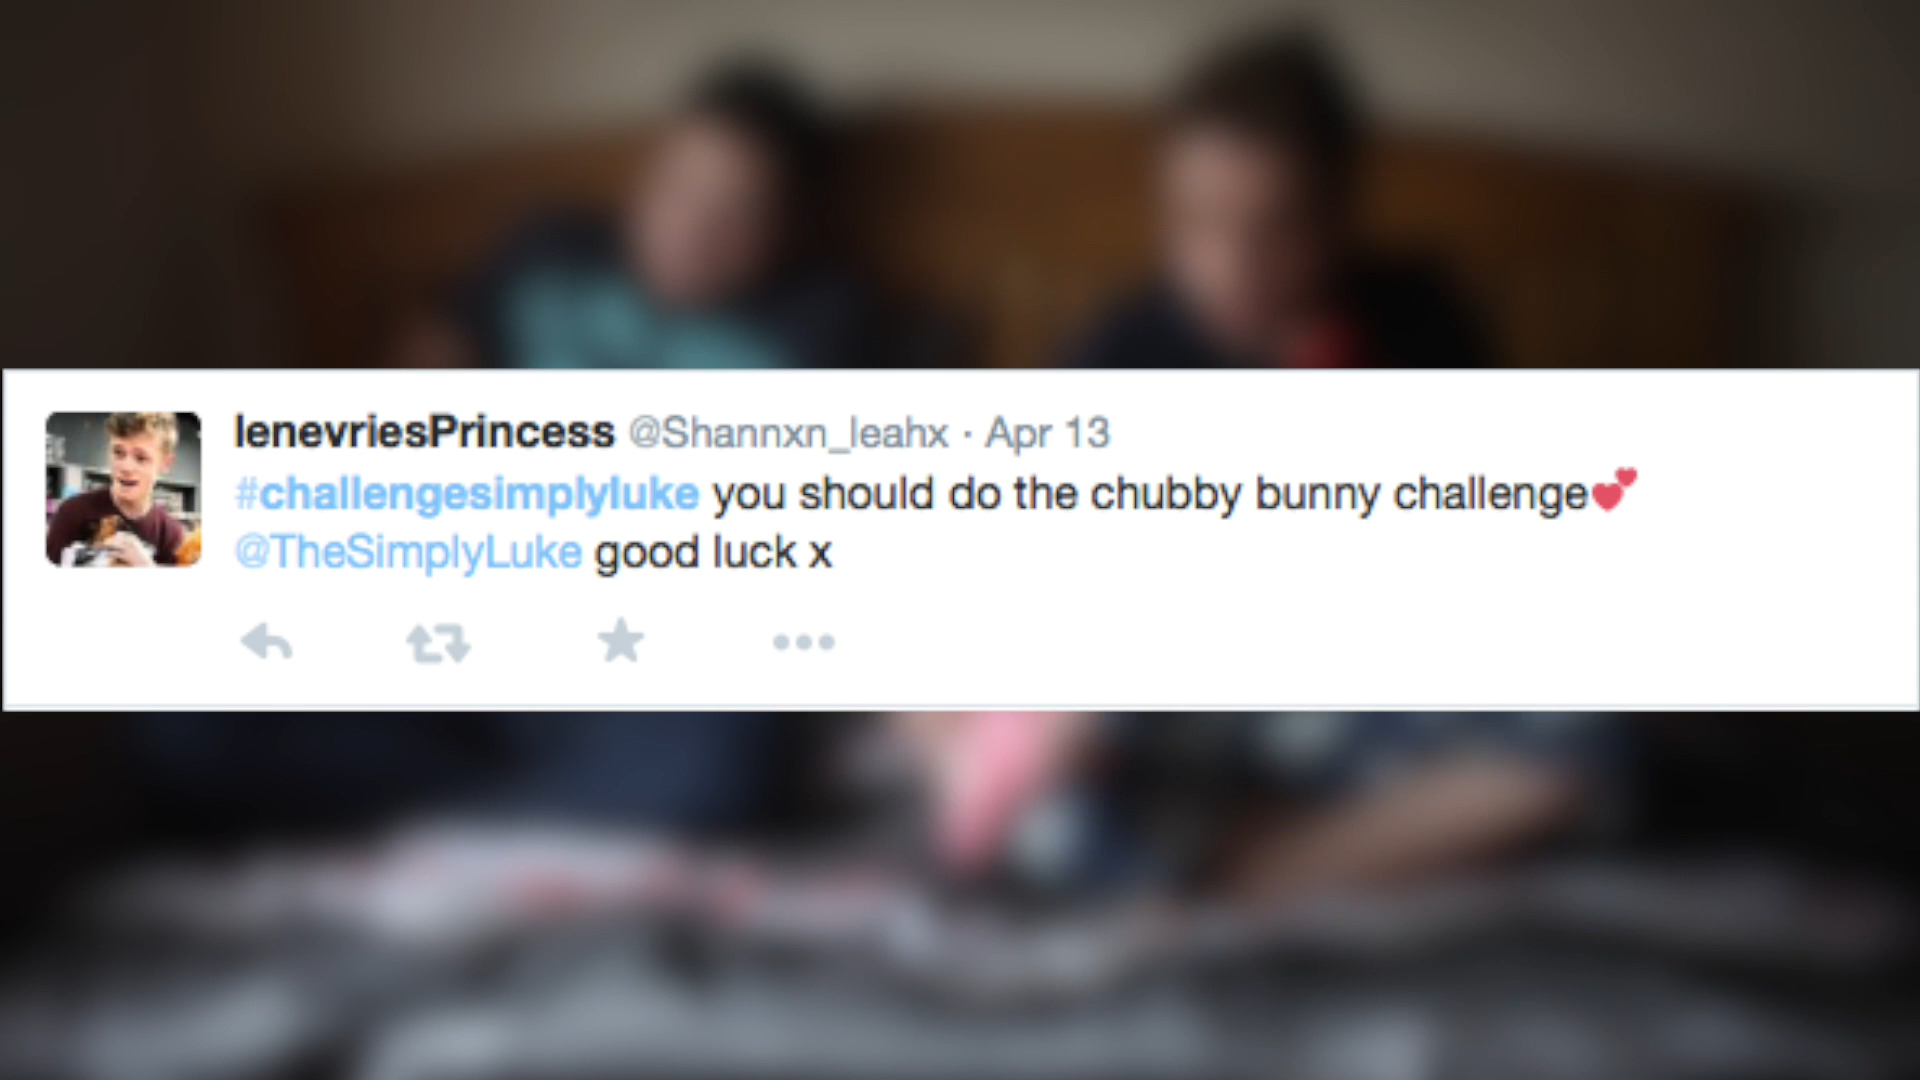 lenevriesPrincess @Shannxn_leahx · Apr 13
#challengesimplyluke you should do the chubby bunny challenge💕
@TheSimplyLuke good luck x